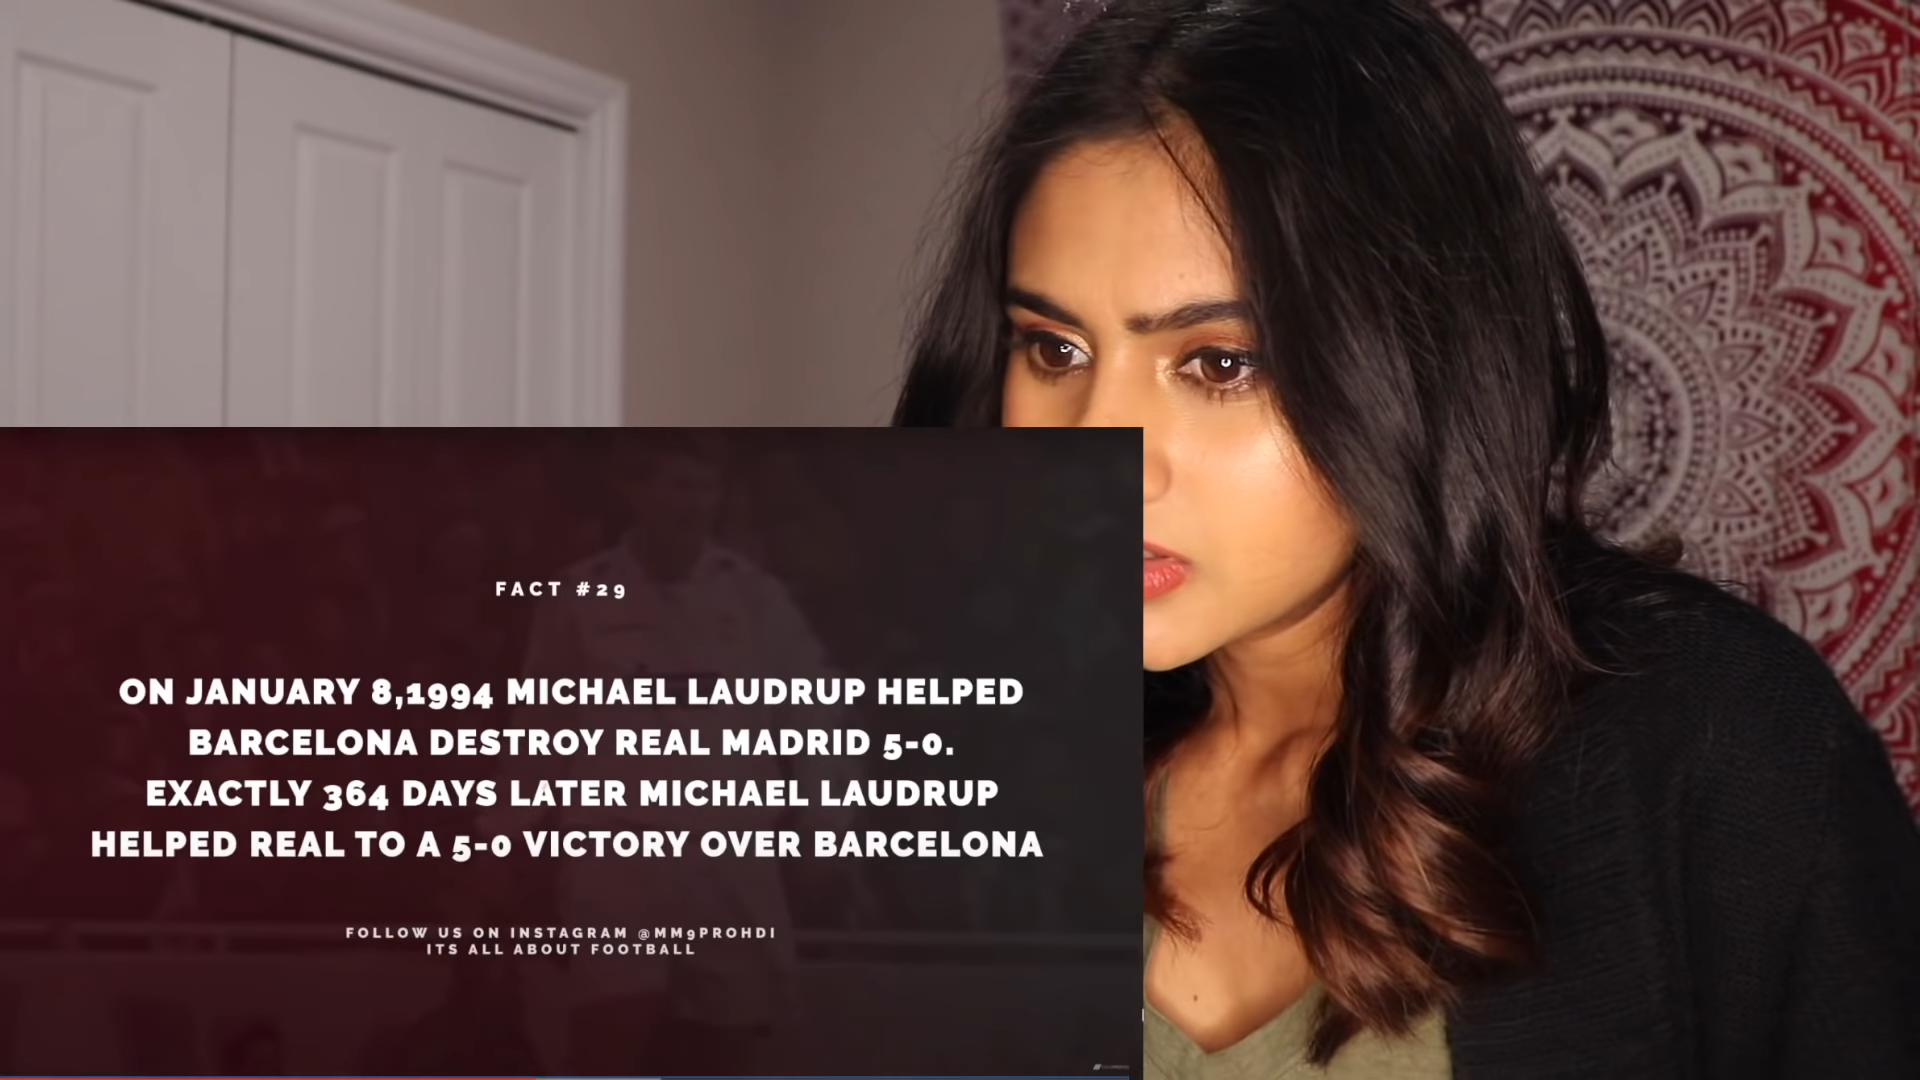 FACT #29
ON JANUARY 8,1994 MICHAEL LAUDRUP HELPED
BARCELONA DESTROY REAL MADRID 5-0.
EXACTLY 364 DAYS LATER MICHAEL LAUDRUP
HELPED REAL TO A 5-0 VICTORY OVER BARCELONA
FOLLOW US ON INSTAGRAM @MM9PROHDI
ITS ALL ABOUT FOOTBALL